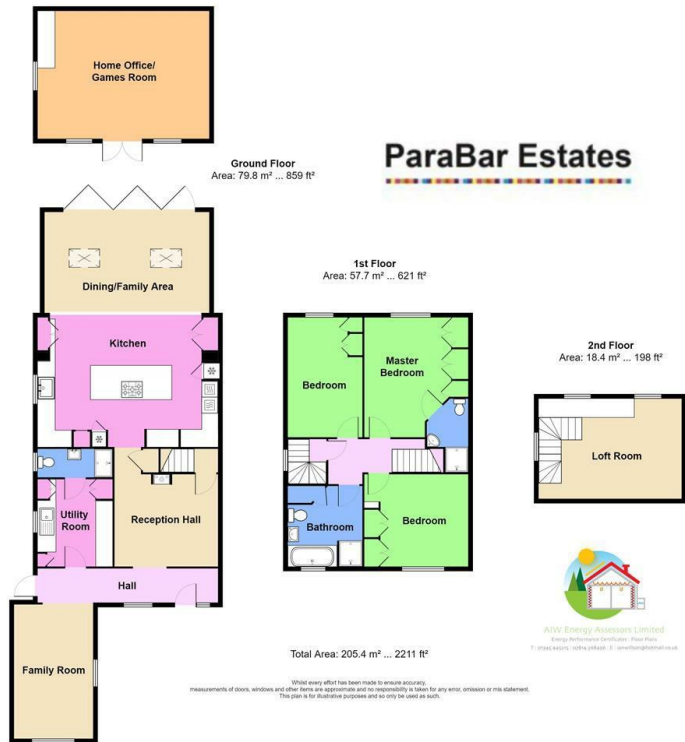 Home Office/
Games Room
ParaBar Estates
Ground Floor
Area: 79.8 m² ... 859 ft²
Dining/Family Area
1st Floor
Area: 57.7 m² ... 621 ft²
Kitchen
Bedroom
Master
Bedroom
2nd Floor
Area: 18.4 m² ... 198 ft²
Loft Room
Utility
Room
Reception Hall
Bathroom
Bedroom
Hall
Family Room
AIW Energy Assessors Limited
Energy Performance Certificates - Floor Plans
Total Area: 205.4 m² ... 2211 ft²
Whilst every effort has been made to ensure accuracy,
measurements of doors, windows and other items are approximate and no responsibility is taken for any error, omission or mis statement.
This plan is for illustrative purposes and so only be used as such.